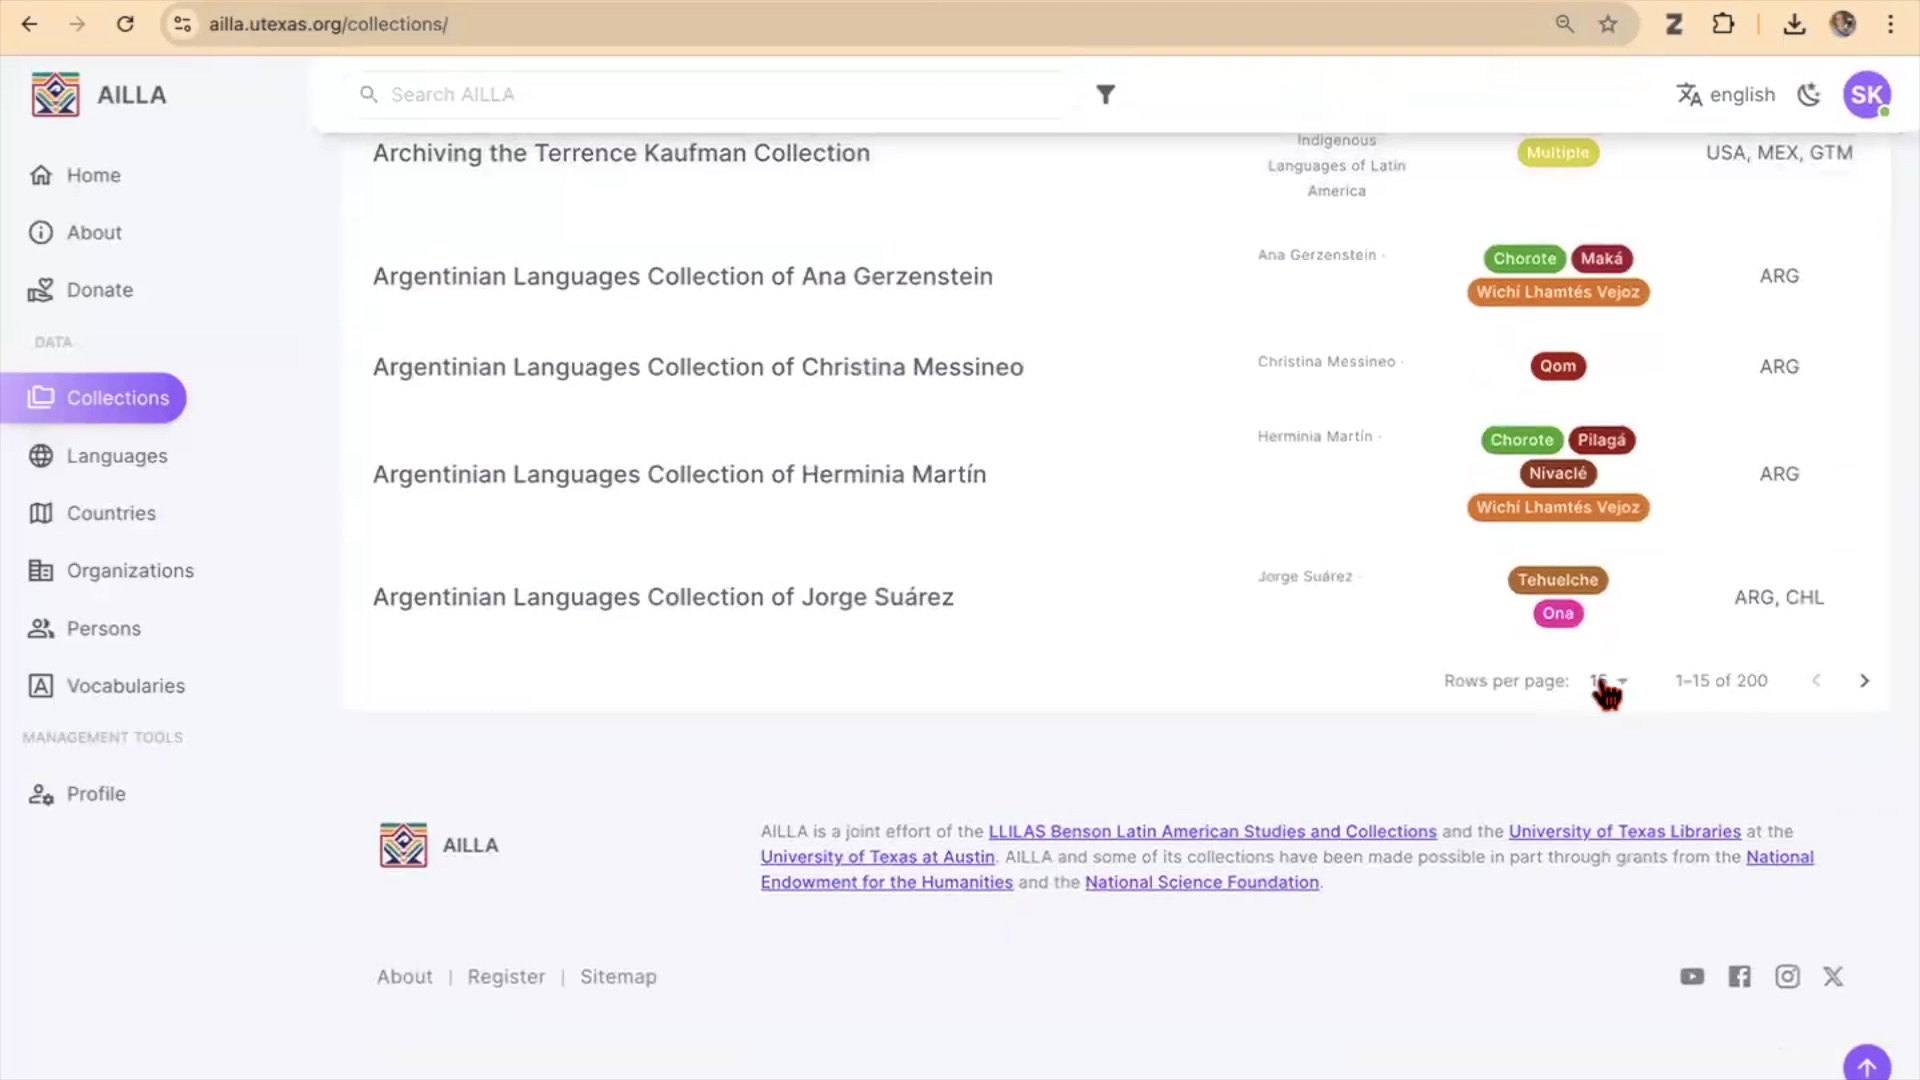 ailla.utexas.org/collections/
AILLA
Search AILLA
english
SK
Home
About
Donate
DATA
Collections
Languages
Countries
Organizations
Persons
Vocabularies
MANAGEMENT TOOLS
Profile
Archiving the Terrence Kaufman Collection
Indigenous
Languages of Latin
America
Multiple
USA, MEX, GTM
Argentinian Languages Collection of Ana Gerzenstein
Ana Gerzenstein -
Chorote Maká
Wichí Lhamtés Vejoz
ARG
Argentinian Languages Collection of Christina Messineo
Christina Messineo -
Qom
ARG
Argentinian Languages Collection of Herminia Martín
Herminia Martín -
Chorote Pilagá
Nivaclé
Wichí Lhamtés Vejoz
ARG
Argentinian Languages Collection of Jorge Suárez
Jorge Suárez -
Tehuelche
Ona
ARG, CHL
Rows per page: 15 1–15 of 200
AILLA
AILLA is a joint effort of the LLILAS Benson Latin American Studies and Collections and the University of Texas Libraries at the
University of Texas at Austin. AILLA and some of its collections have been made possible in part through grants from the National
Endowment for the Humanities and the National Science Foundation.
About | Register | Sitemap